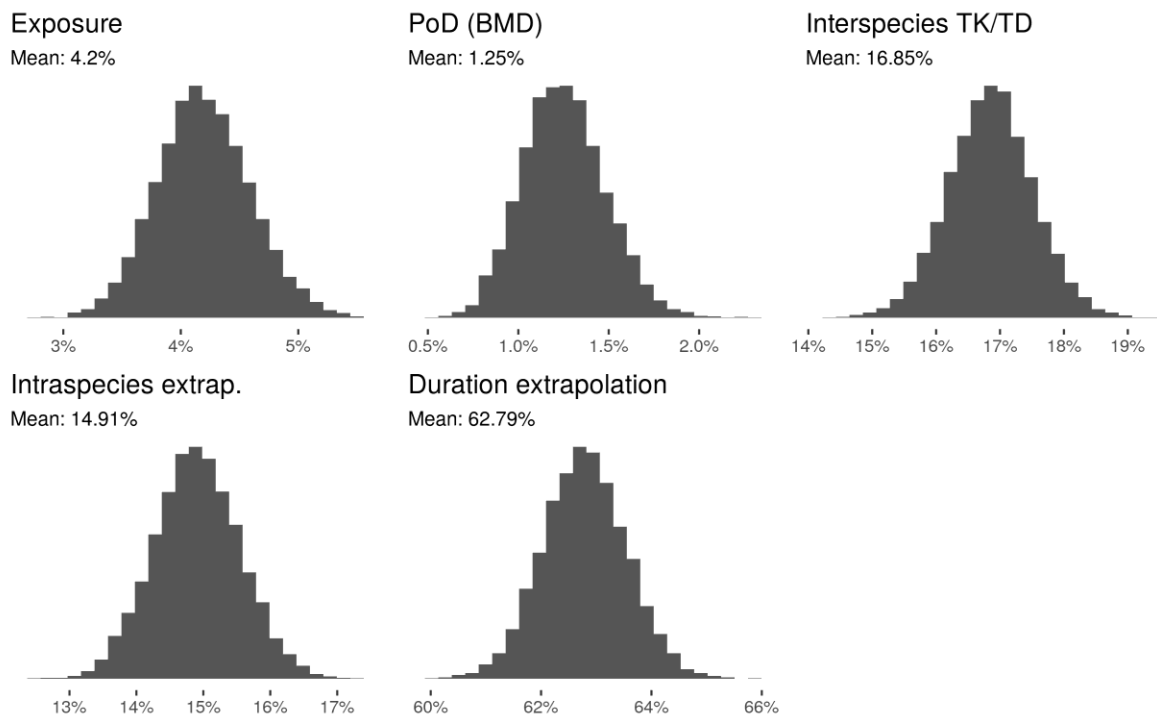 Exposure
Mean: 4.2%
3% 4% 5%
PoD (BMD)
Mean: 1.25%
0.5% 1.0% 1.5% 2.0%
Interspecies TK/TD
Mean: 16.85%
14% 15% 16% 17% 18% 19%
Intraspecies extrap.
Mean: 14.91%
13% 14% 15% 16% 17%
Duration extrapolation
Mean: 62.79%
60% 62% 64% 66%